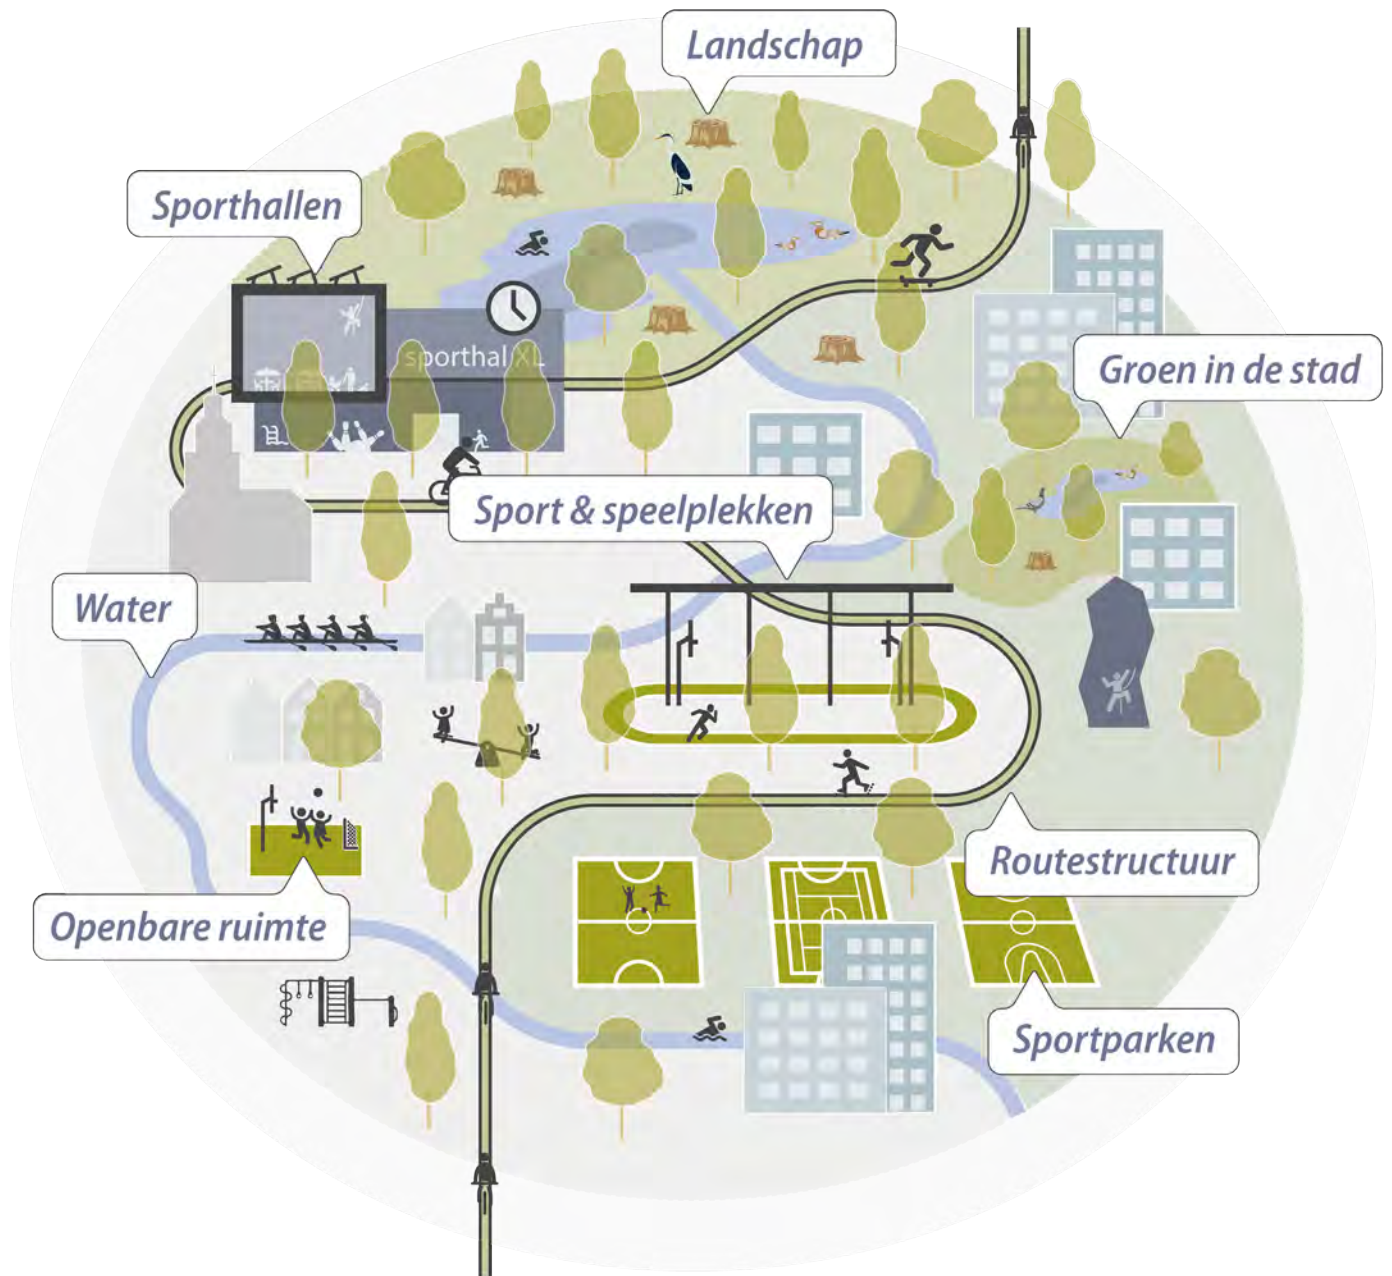 Landschap
Sporthallen
sporthal XL
Groen in de stad
Sport & speelplekken
Water
Routestructuur
Openbare ruimte
Sportparken